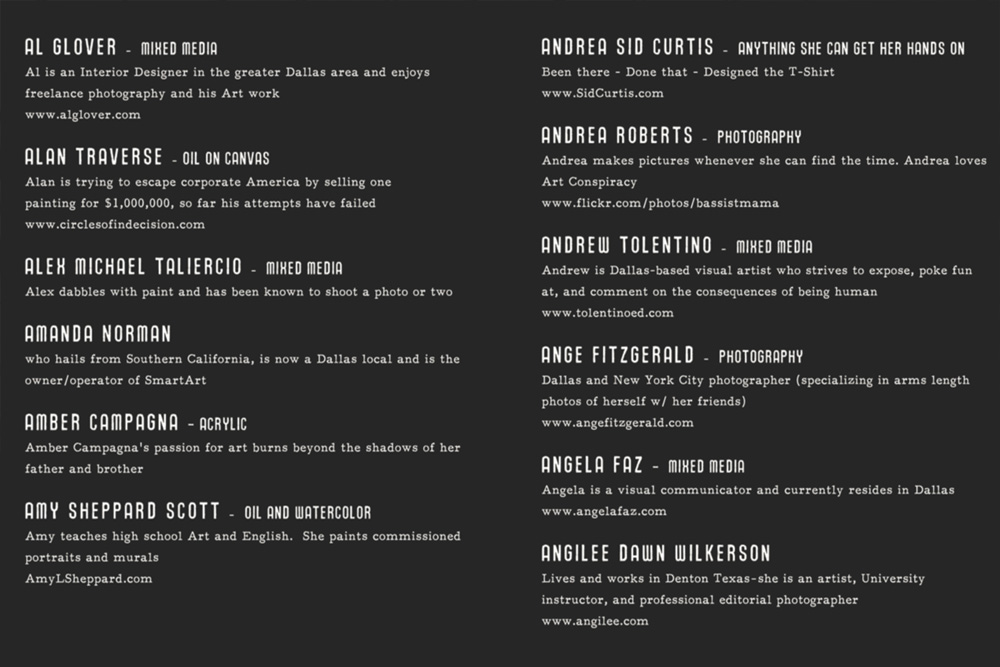 AL GLOVER - MIXED MEDIA
Al is an Interior Designer in the greater Dallas area and enjoys
freelance photography and his Art work
www.alglover.com
ALAN TRAVERSE - OIL ON CANVAS
Alan is trying to escape corporate America by selling one
painting for $1,000,000, so far his attempts have failed
www.circlesofindecision.com
ALEX MICHAEL TALIERCIO - MIXED MEDIA
Alex dabbles with paint and has been known to shoot a photo or two
AMANDA NORMAN
who hails from Southern California, is now a Dallas local and is the
owner/operator of SmartArt
AMBER CAMPAGNA - ACRYLIC
Amber Campagna's passion for art burns beyond the shadows of her
father and brother
AMY SHEPPARD SCOTT - OIL AND WATERCOLOR
Amy teaches high school Art and English.  She paints commissioned
portraits and murals
AmyLSheppard.com
ANDREA SID CURTIS - ANYTHING SHE CAN GET HER HANDS ON
Been there - Done that - Designed the T-Shirt
www.SidCurtis.com
ANDREA ROBERTS - PHOTOGRAPHY
Andrea makes pictures whenever she can find the time. Andrea loves
Art Conspiracy
www.flickr.com/photos/bassistmama
ANDREW TOLENTINO - MIXED MEDIA
Andrew is Dallas-based visual artist who strives to expose, poke fun
at, and comment on the consequences of being human
www.tolentinoed.com
ANGE FITZGERALD - PHOTOGRAPHY
Dallas and New York City photographer (specializing in arms length
photos of herself w/ her friends)
www.angefitzgerald.com
ANGELA FAZ - MIXED MEDIA
Angela is a visual communicator and currently resides in Dallas
www.angelafaz.com
ANGILEE DAWN WILKERSON
Lives and works in Denton Texas-she is an artist, University
instructor, and professional editorial photographer
www.angilee.com